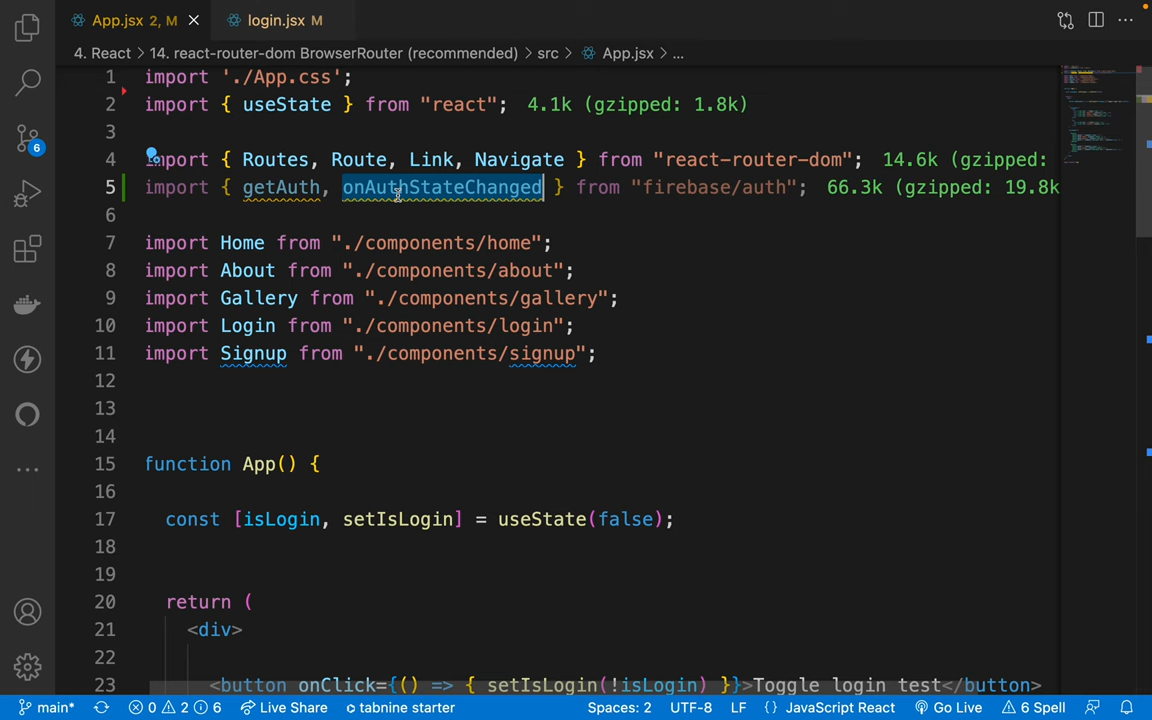 App.jsx 2, M
login.jsx M
4. React > 14. react-router-dom BrowserRouter (recommended) > src > App.jsx > ...
1 import './App.css';
2 import { useState } from "react"; 4.1k (gzipped: 1.8k)
3
4 import { Routes, Route, Link, Navigate } from "react-router-dom"; 14.6k (gzipped:
5 import { getAuth, onAuthStateChanged } from "firebase/auth"; 66.3k (gzipped: 19.8k
6
7 import Home from "./components/home";
8 import About from "./components/about";
9 import Gallery from "./components/gallery";
10 import Login from "./components/login";
11 import Signup from "./components/signup";
12
13
14
15 function App() {
16
17 const [isLogin, setIsLogin] = useState(false);
18
19
20 return (
21 <div>
22
23 <button onClick={() => { setIsLogin(!isLogin) }}>Toggle login test</button>
6
main* 0 2 6 Live Share tabnine starter Spaces: 2 UTF-8 LF {} JavaScript React Go Live 6 Spell